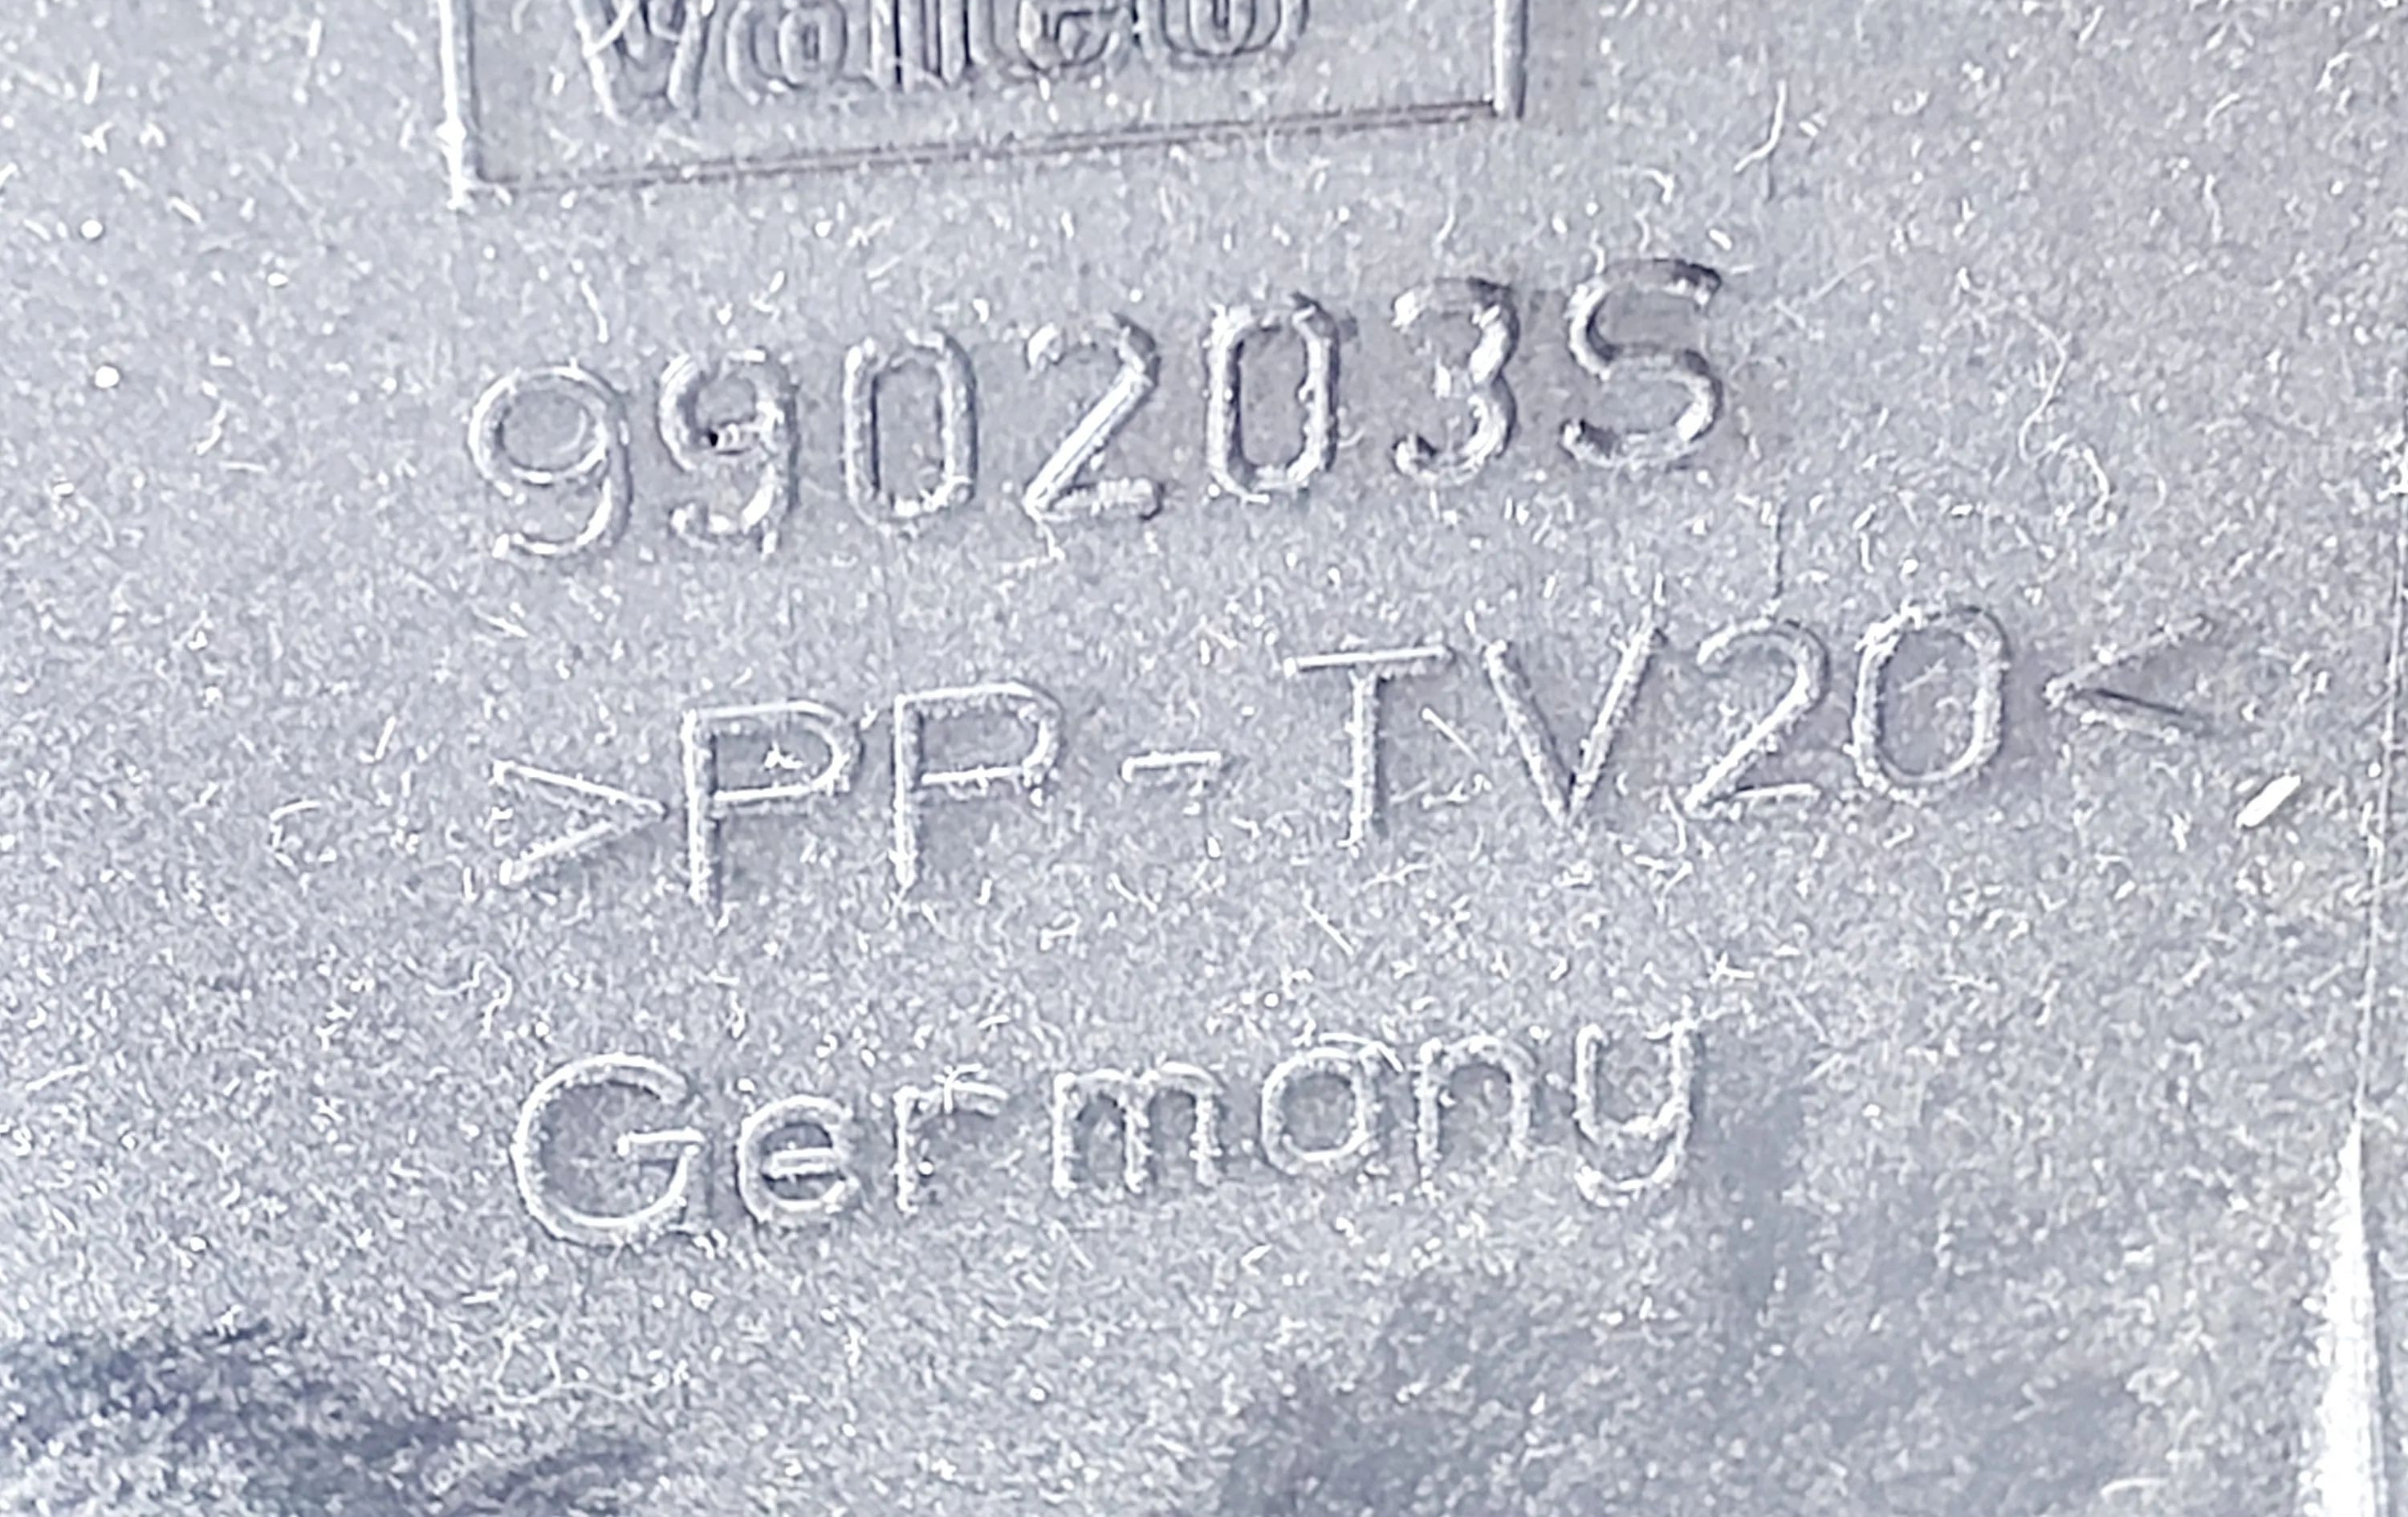 Valeo
990203S
>PP-TV20<
Germany